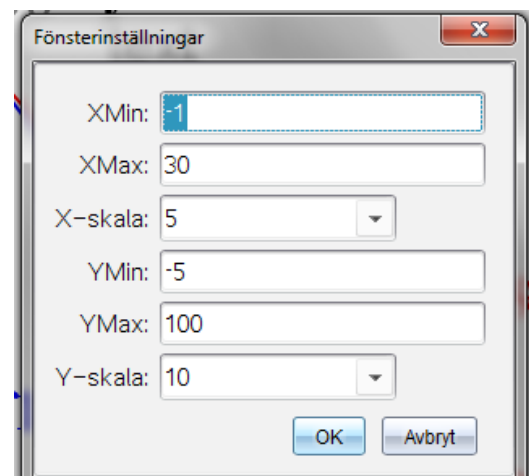 Fönsterinställningar
XMin: -1
XMax: 30
X-skala: 5
YMin: -5
YMax: 100
Y-skala: 10
OK Avbryt